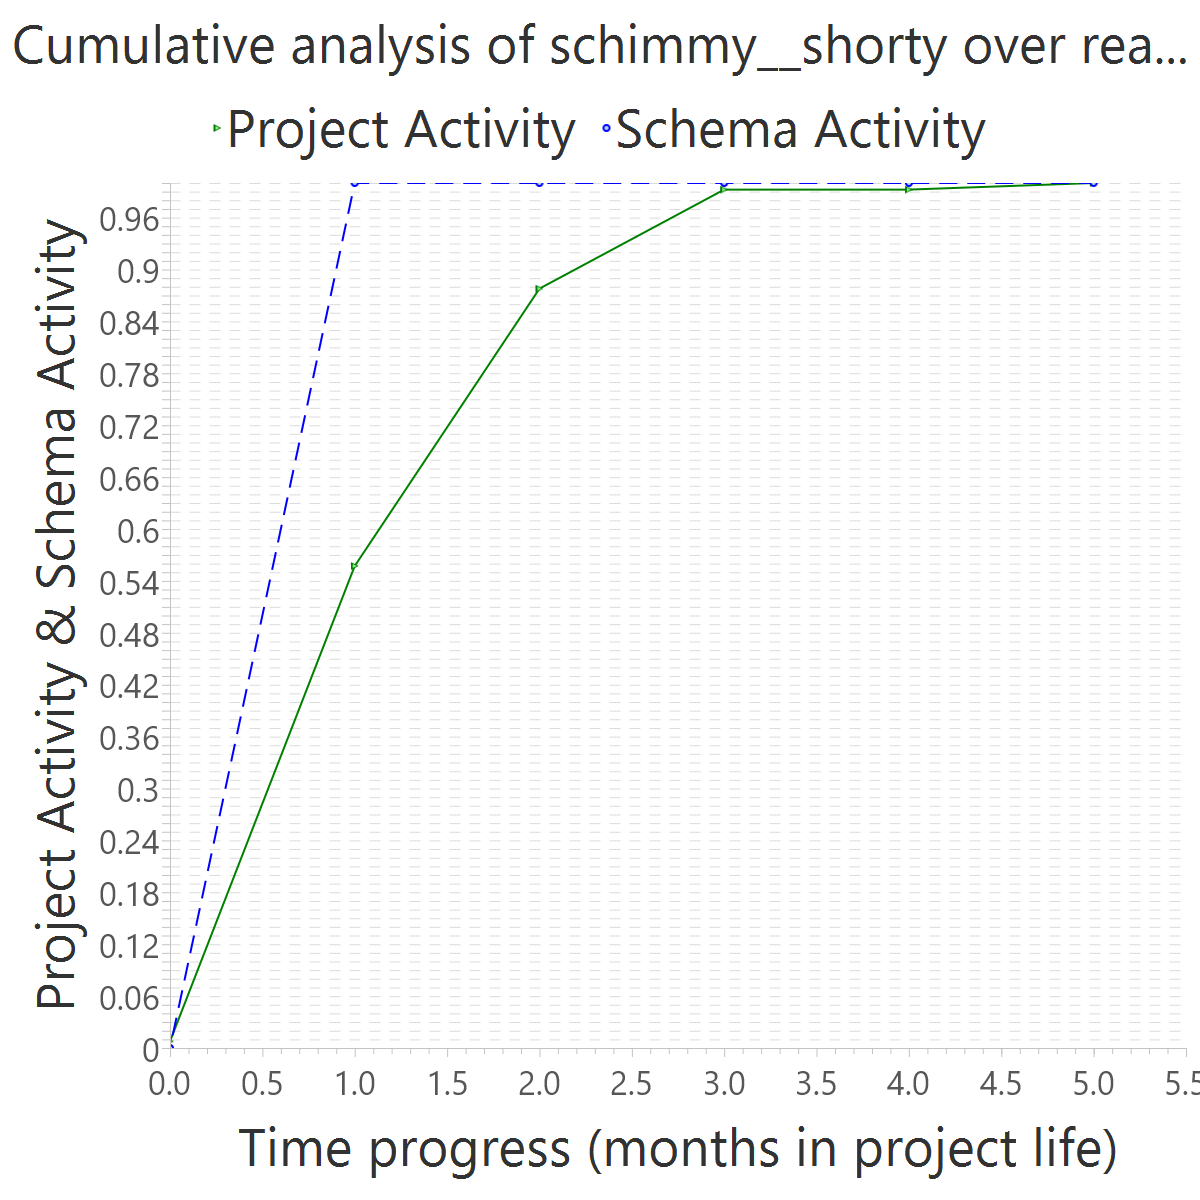 Cumulative analysis of schimmy__shorty over rea...
Project Activity
Schema Activity
Project Activity & Schema Activity
0.96
0.9
0.84
0.78
0.72
0.66
0.6
0.54
0.48
0.42
0.36
0.3
0.24
0.18
0.12
0.06
0
0.0 0.5 1.0 1.5 2.0 2.5 3.0 3.5 4.0 4.5 5.0 5.5
Time progress (months in project life)